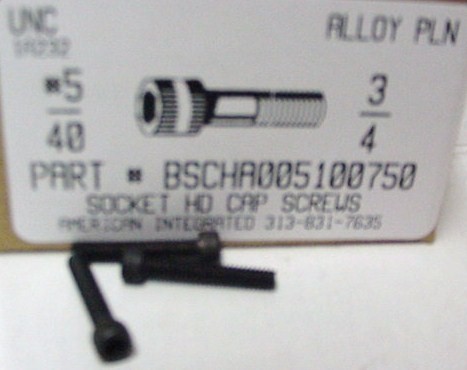 UNC
ALLOY PLN
#5
40
3
4
PART # BSCHA005100750
SOCKET HD CAP SCREWS
AMERICAN INTEGRATED 313-831-7635